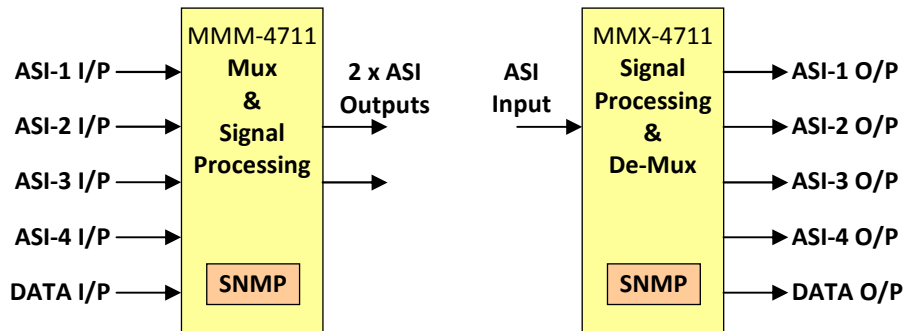 MMM-4711
Mux
&
Signal
Processing
SNMP
ASI-1 I/P
ASI-2 I/P
ASI-3 I/P
ASI-4 I/P
DATA I/P
2 x ASI
Outputs
ASI
Input
MMX-4711
Signal
Processing
&
De-Mux
SNMP
ASI-1 O/P
ASI-2 O/P
ASI-3 O/P
ASI-4 O/P
DATA O/P